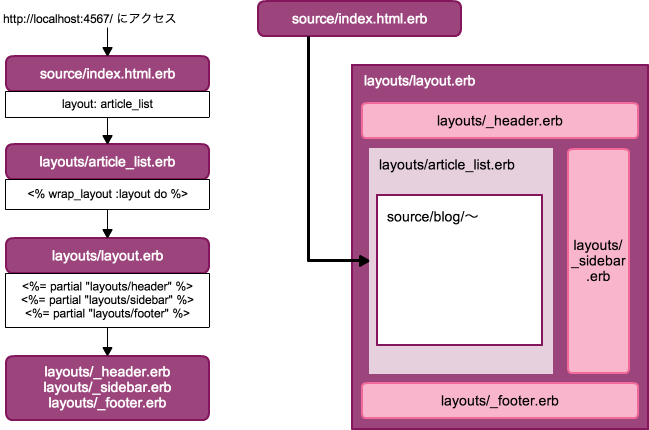 http://localhost:4567/ にアクセス
source/index.html.erb
layout: article_list
layouts/article_list.erb
<% wrap_layout :layout do %>
layouts/layout.erb
<%= partial "layouts/header" %>
<%= partial "layouts/sidebar" %>
<%= partial "layouts/footer" %>
layouts/_header.erb
layouts/_sidebar.erb
layouts/_footer.erb
source/index.html.erb
layouts/layout.erb
layouts/_header.erb
layouts/article_list.erb
source/blog/〜
layouts/
_sidebar
.erb
layouts/_footer.erb